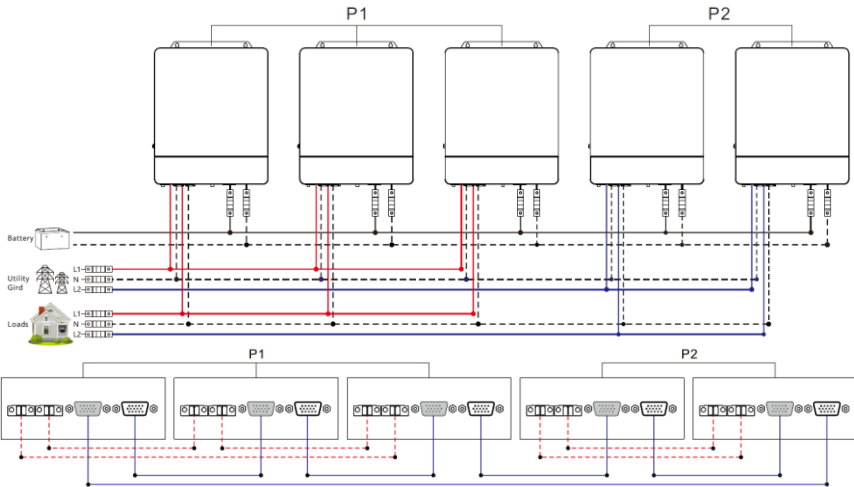 P1 P2
Battery
Utility
Gird
L1
N
L2
Loads
L1
N
L2
P1 P2